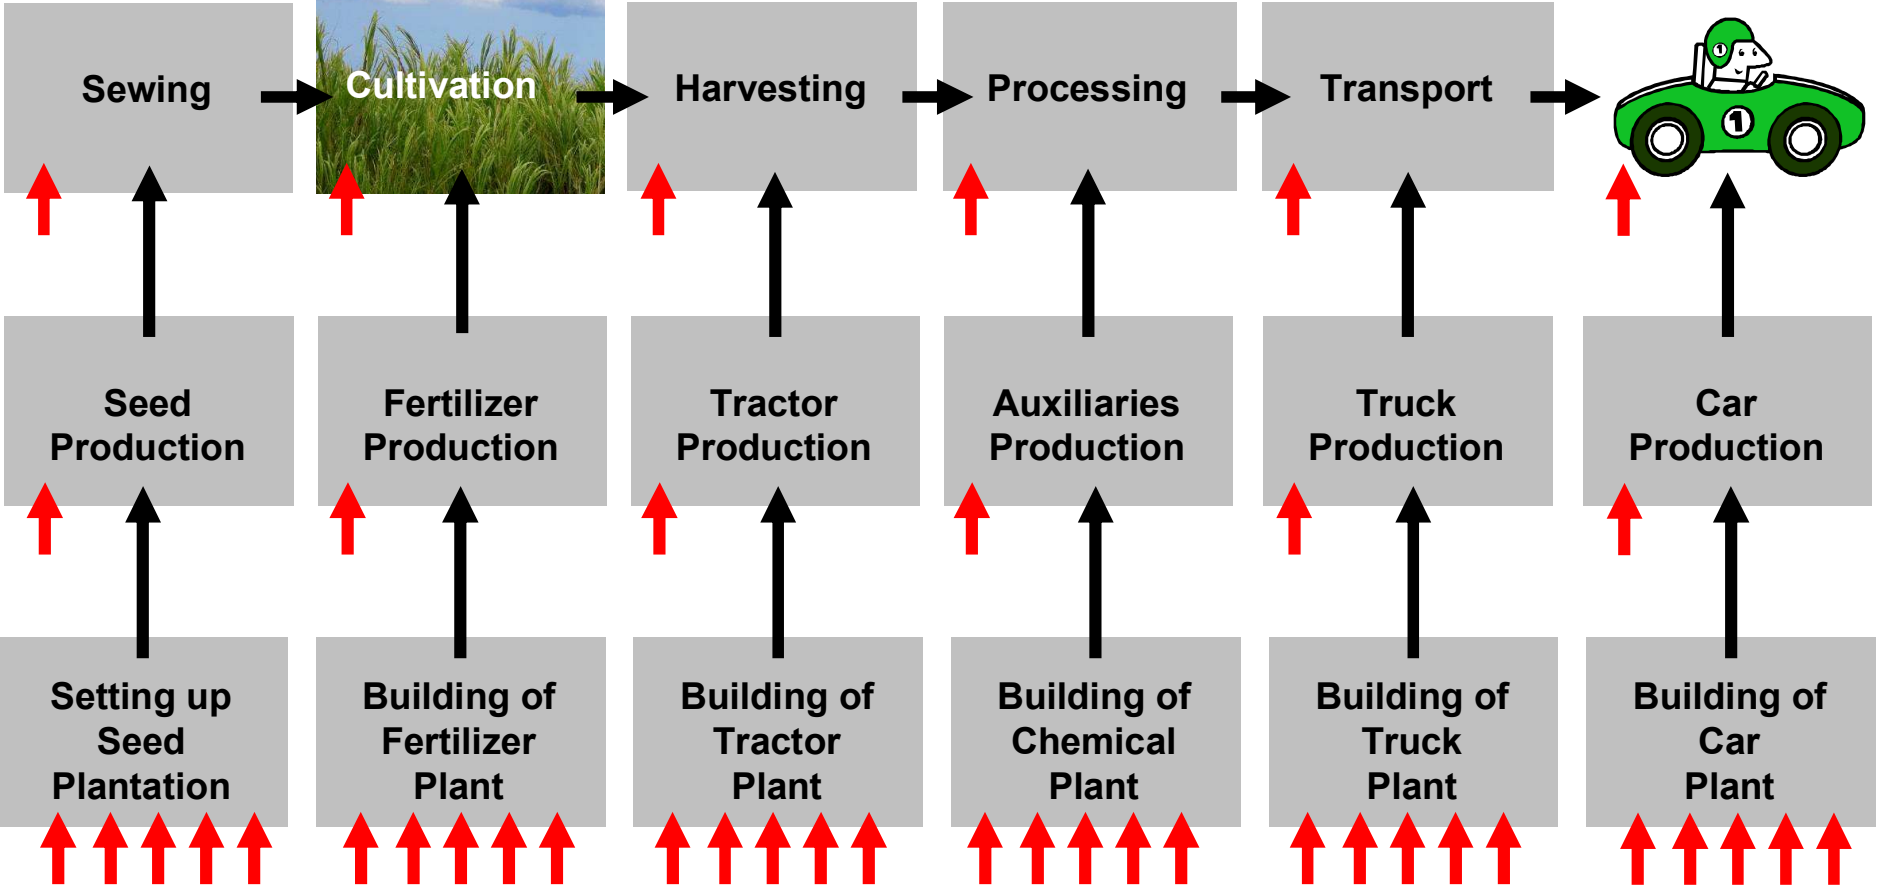 Sewing
Cultivation
Harvesting
Processing
Transport
1
1
Seed
Production
Fertilizer
Production
Tractor
Production
Auxiliaries
Production
Truck
Production
Car
Production
Setting up
Seed
Plantation
Building of
Fertilizer
Plant
Building of
Tractor
Plant
Building of
Chemical
Plant
Building of
Truck
Plant
Building of
Car
Plant